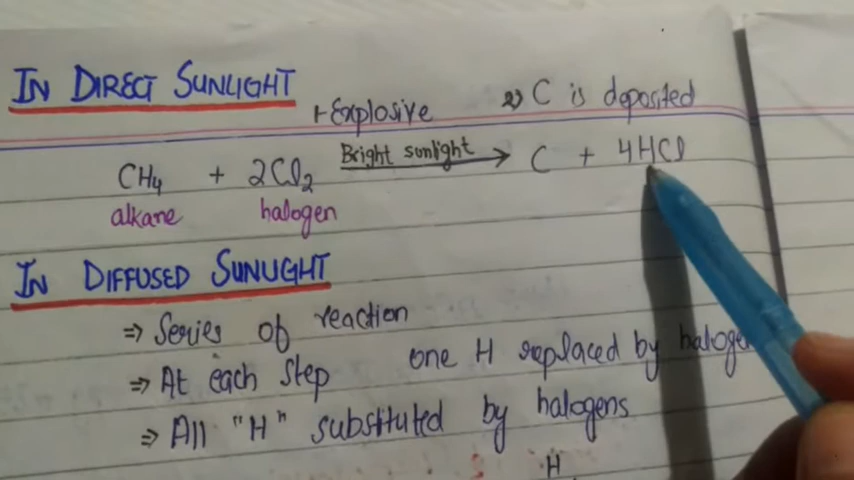 IN DIRECT SUNLIGHT
1-Explosive 2) C is deposited
CH4 + 2Cl2 Bright sunlight → C + 4HCl
alkane halogen
IN DIFFUSED SUNLIGHT
⇒ Series of reaction
⇒ At each step one H replaced by halogen
⇒ All "H" substituted by halogens
H